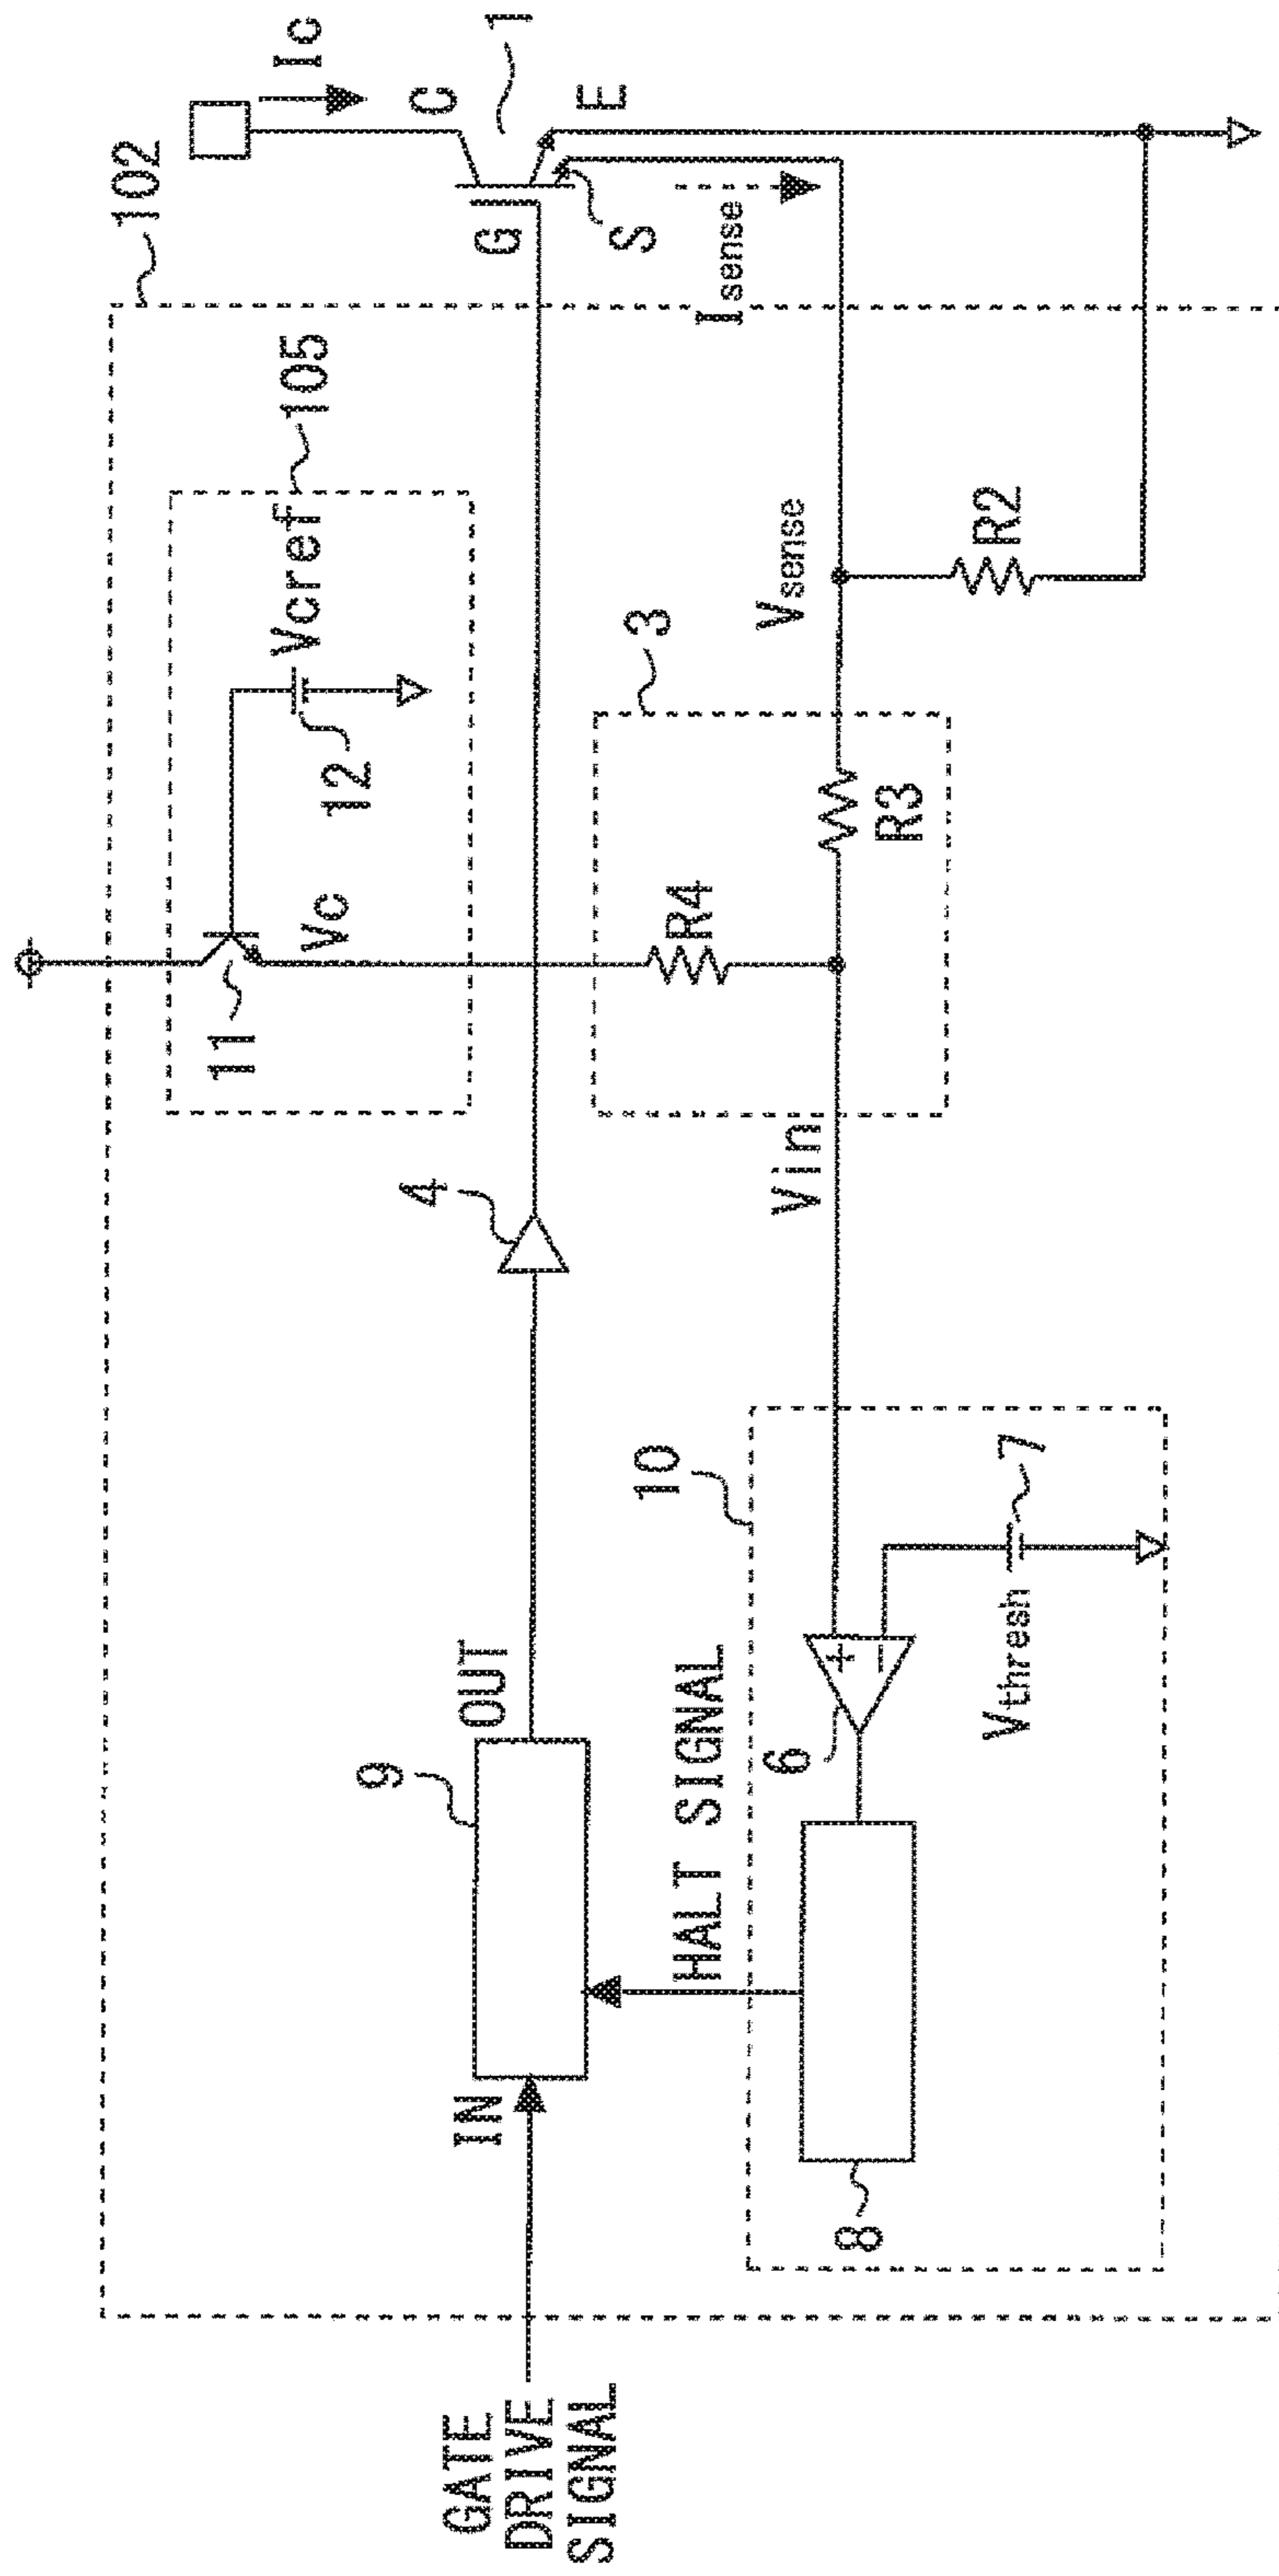 102
Ic
C
1
G
E
S
Isense
105
Vcref
12
11
Vc
3
Vsense
R2
R4
R3
4
Vin
10
7
Vthresh
6
OUT
9
HALT SIGNAL
IN
8
GATE
DRIVE
SIGNAL
+
−